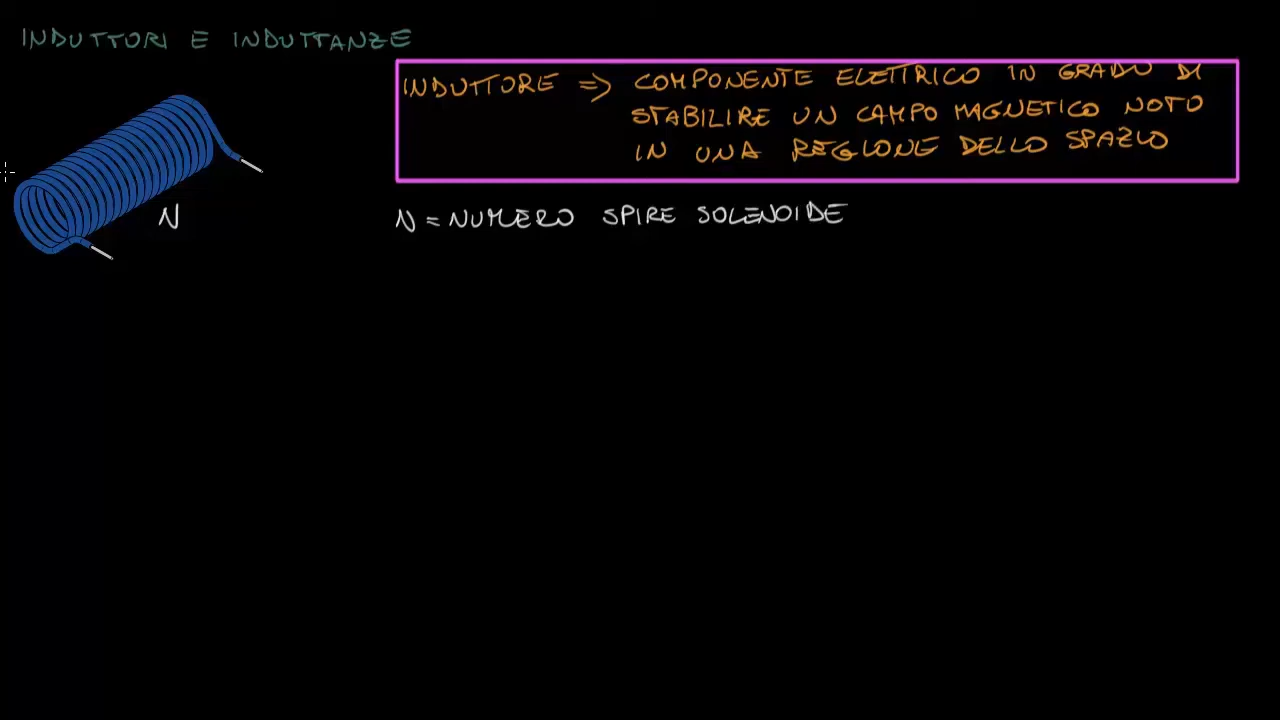 INDUTTORI E INDUTTANZE
INDUTTORE => COMPONENTE ELETTRICO IN GRADO DI
STABILIRE UN CAMPO MAGNETICO NOTO
IN UNA REGIONE DELLO SPAZIO
N
N = NUMERO SPIRE SOLENOIDE